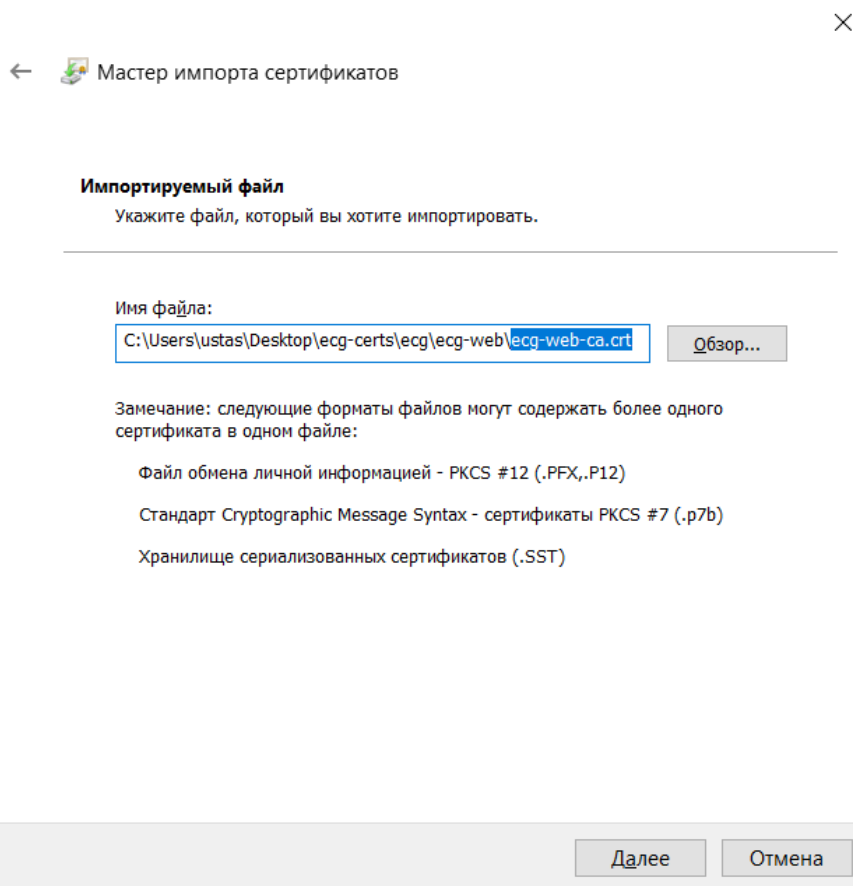 Мастер импорта сертификатов
Импортируемый файл
Укажите файл, который вы хотите импортировать.
Имя файла:
C:\Users\ustas\Desktop\ecg-certs\ecg\ecg-web\ecg-web-ca.crt
Обзор...
Замечание: следующие форматы файлов могут содержать более одного
сертификата в одном файле:
Файл обмена личной информацией - PKCS #12 (.PFX,.P12)
Стандарт Cryptographic Message Syntax - сертификаты PKCS #7 (.p7b)
Хранилище сериализованных сертификатов (.SST)
Далее
Отмена